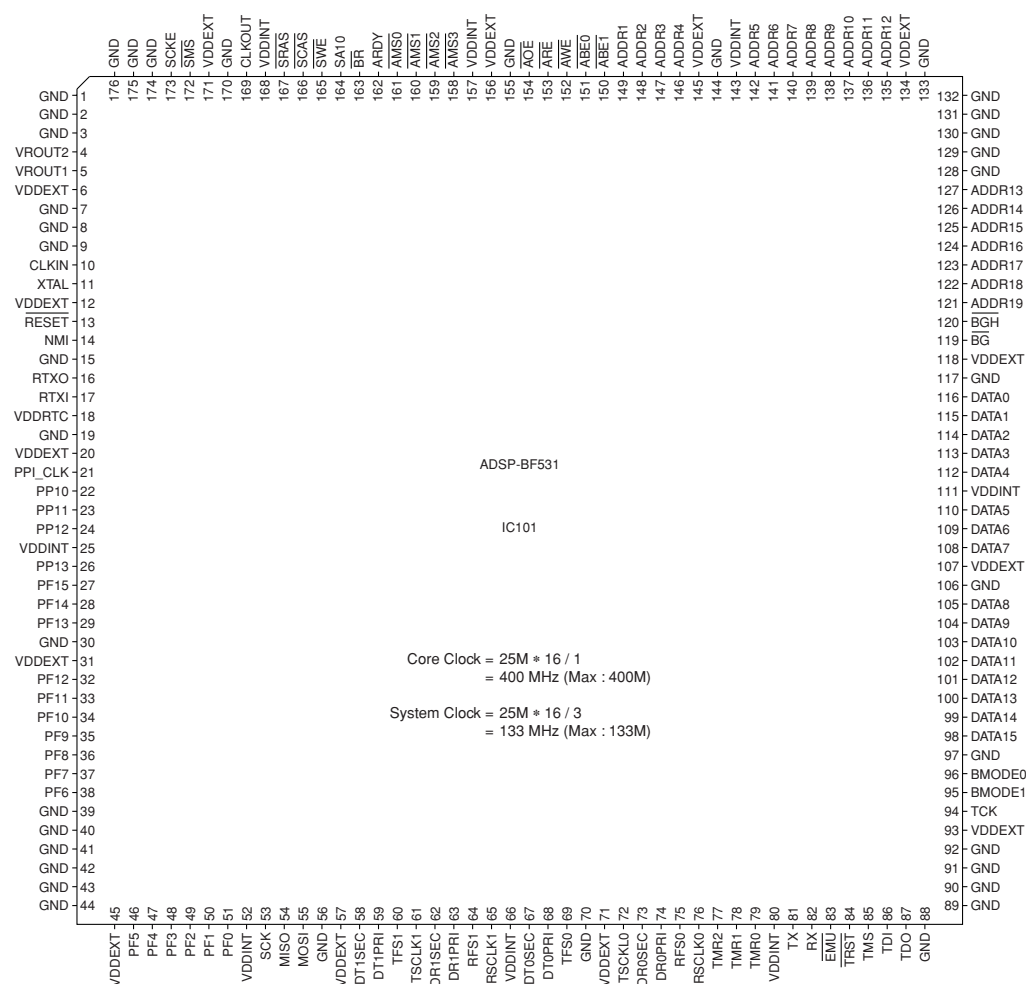 176 GND
175 GND
174 GND
173 SCKE
172 SMS
171 VDDEXT
170 GND
169 CLKOUT
168 VDDINT
167 SRAS
166 SCAS
165 SWE
164 SA10
163 BR
162 ARDY
161 AMS0
160 AMS1
159 AMS2
158 AMS3
157 VDDINT
156 VDDEXT
155 GND
154 AOE
153 ARE
152 AWE
151 ABE0
150 ABE1
149 ADDR1
148 ADDR2
147 ADDR3
146 ADDR4
145 VDDEXT
144 GND
143 VDDINT
142 ADDR5
141 ADDR6
140 ADDR7
139 ADDR8
138 ADDR9
137 ADDR10
136 ADDR11
135 ADDR12
134 VDDEXT
133 GND
GND 1
GND 2
GND 3
VROUT2 4
VROUT1 5
VDDEXT 6
GND 7
GND 8
GND 9
CLKIN 10
XTAL 11
VDDEXT 12
RESET 13
NMI 14
GND 15
RTXO 16
RTXI 17
VDDRTC 18
GND 19
VDDEXT 20
PPI_CLK 21
PP10 22
PP11 23
PP12 24
VDDINT 25
PP13 26
PF15 27
PF14 28
PF13 29
GND 30
VDDEXT 31
PF12 32
PF11 33
PF10 34
PF9 35
PF8 36
PF7 37
PF6 38
GND 39
GND 40
GND 41
GND 42
GND 43
GND 44
ADSP-BF531
IC101
Core Clock = 25M * 16 / 1
= 400 MHz (Max : 400M)
System Clock = 25M * 16 / 3
= 133 MHz (Max : 133M)
132 GND
131 GND
130 GND
129 GND
128 GND
127 ADDR13
126 ADDR14
125 ADDR15
124 ADDR16
123 ADDR17
122 ADDR18
121 ADDR19
120 BGH
119 BG
118 VDDEXT
117 GND
116 DATA0
115 DATA1
114 DATA2
113 DATA3
112 DATA4
111 VDDINT
110 DATA5
109 DATA6
108 DATA7
107 VDDEXT
106 GND
105 DATA8
104 DATA9
103 DATA10
102 DATA11
101 DATA12
100 DATA13
99 DATA14
98 DATA15
97 GND
96 BMODE0
95 BMODE1
94 TCK
93 VDDEXT
92 GND
91 GND
90 GND
89 GND
VDDEXT 45
PF5 46
PF4 47
PF3 48
PF2 49
PF1 50
PF0 51
VDDINT 52
SCK 53
MISO 54
MOSI 55
GND 56
VDDEXT 57
DT1SEC 58
DT1PRI 59
TFS1 60
TSCLK1 61
DR1SEC 62
DR1PRI 63
RFS1 64
RSCLK1 65
VDDINT 66
DT0SEC 67
DT0PRI 68
TFS0 69
GND 70
VDDEXT 71
TSCKL0 72
DR0SEC 73
DR0PRI 74
RFS0 75
RSCLK0 76
TMR2 77
TMR1 78
TMR0 79
VDDINT 80
TX 81
RX 82
EMU 83
TRST 84
TMS 85
TDI 86
TDO 87
GND 88